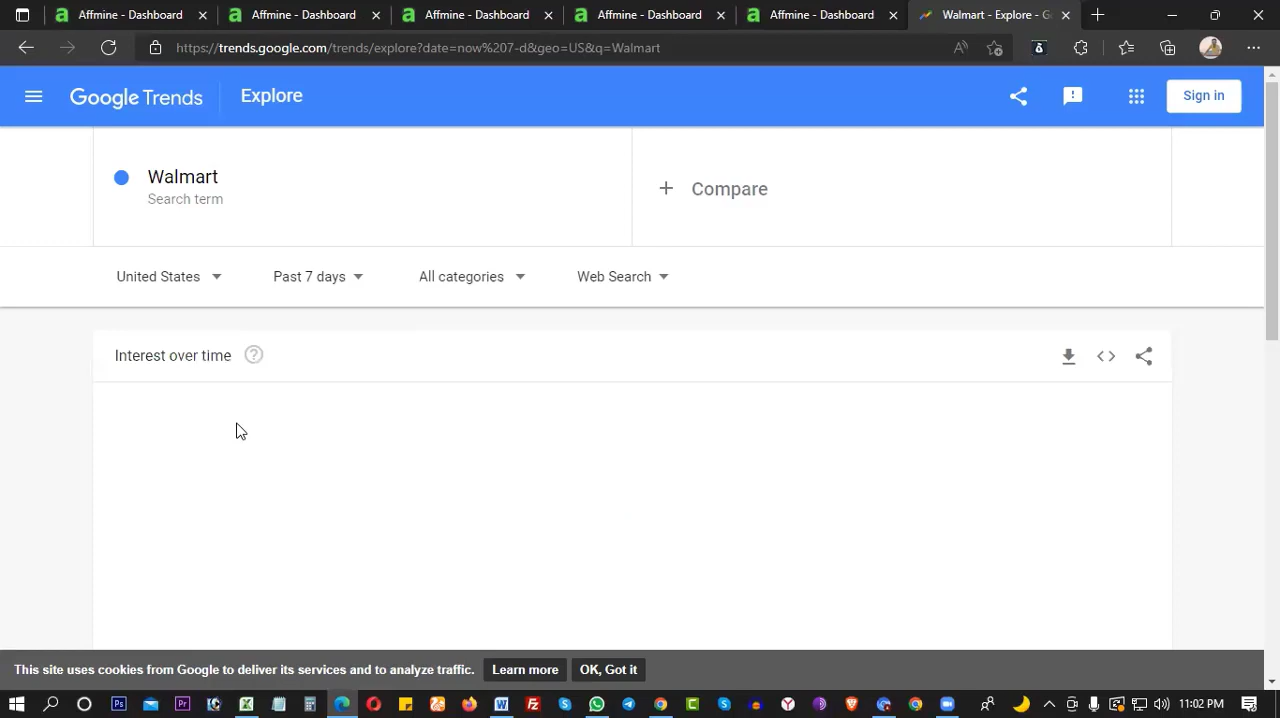 Affmine - Dashboard
Affmine - Dashboard
Affmine - Dashboard
Affmine - Dashboard
Affmine - Dashboard
Walmart - Explore - G
https://trends.google.com/trends/explore?date=now%207-d&geo=US&q=Walmart
Google Trends
Explore
Sign in
Walmart
Search term
+ Compare
United States
Past 7 days
All categories
Web Search
Interest over time
This site uses cookies from Google to deliver its services and to analyze traffic.
Learn more
OK, Got it
11:02 PM